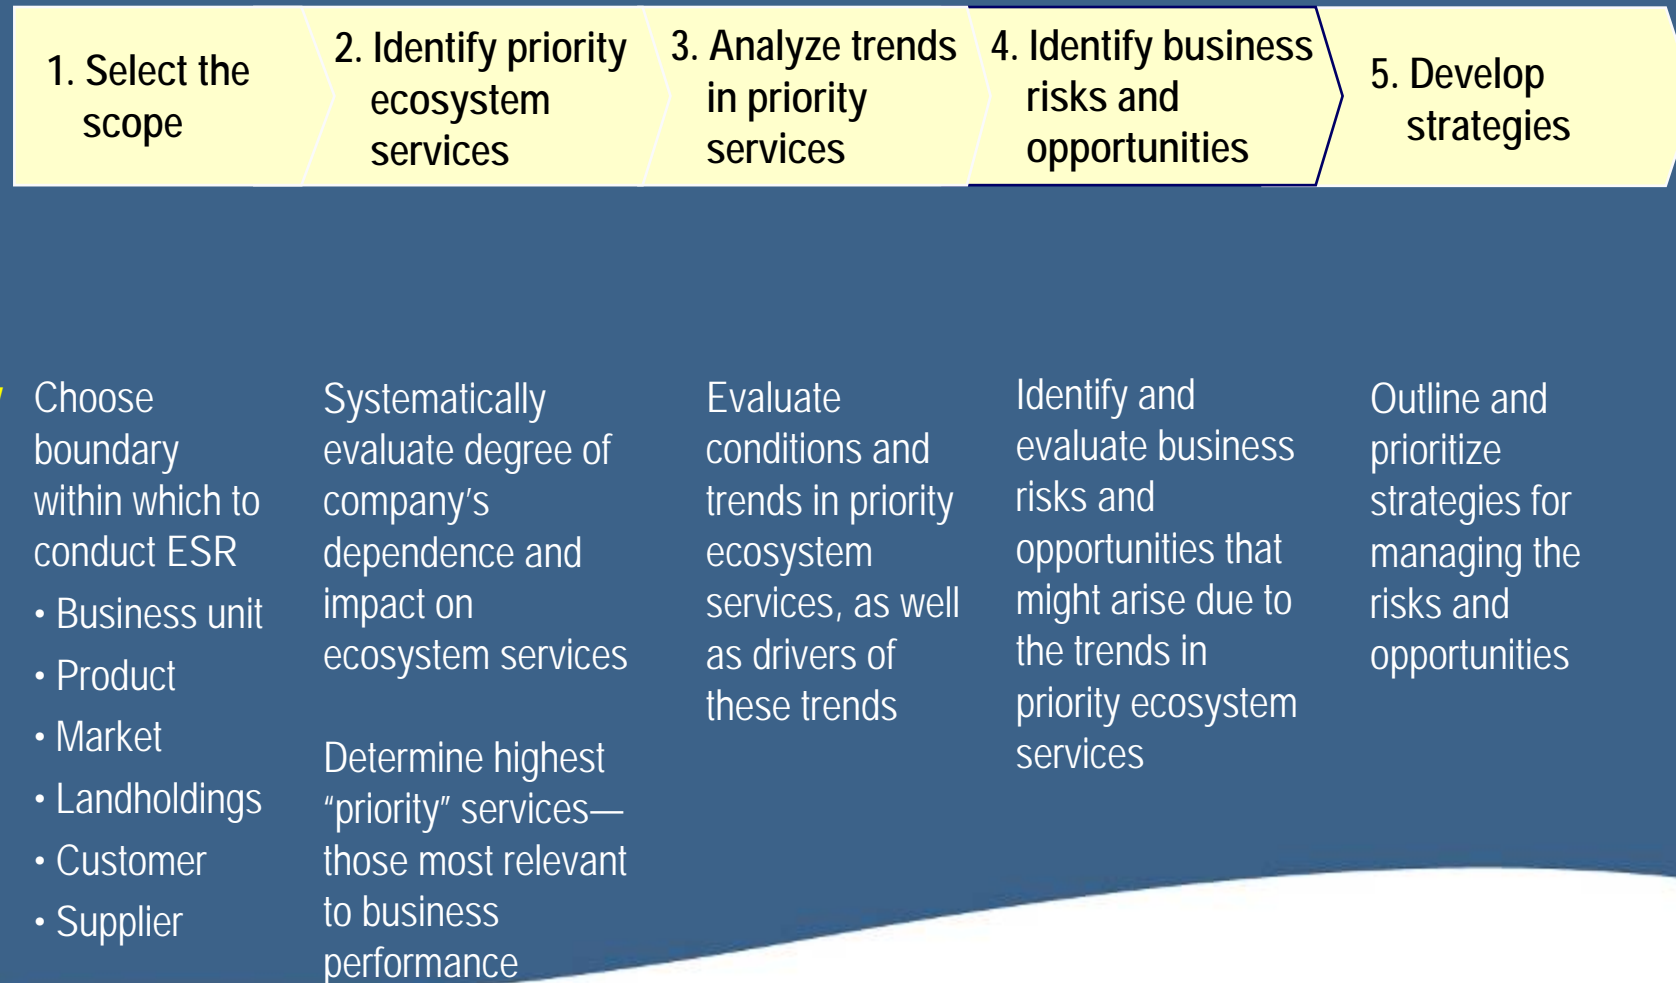 1. Select the
scope
2. Identify priority
ecosystem
services
3. Analyze trends
in priority
services
4. Identify business
risks and
opportunities
5. Develop
strategies
Choose
boundary
within which to
conduct ESR
• Business unit
• Product
• Market
• Landholdings
• Customer
• Supplier
Systematically
evaluate degree of
company's
dependence and
impact on
ecosystem services
Determine highest
“priority” services—
those most relevant
to business
performance
Evaluate
conditions and
trends in priority
ecosystem
services, as well
as drivers of
these trends
Identify and
evaluate business
risks and
opportunities that
might arise due to
the trends in
priority ecosystem
services
Outline and
prioritize
strategies for
managing the
risks and
opportunities